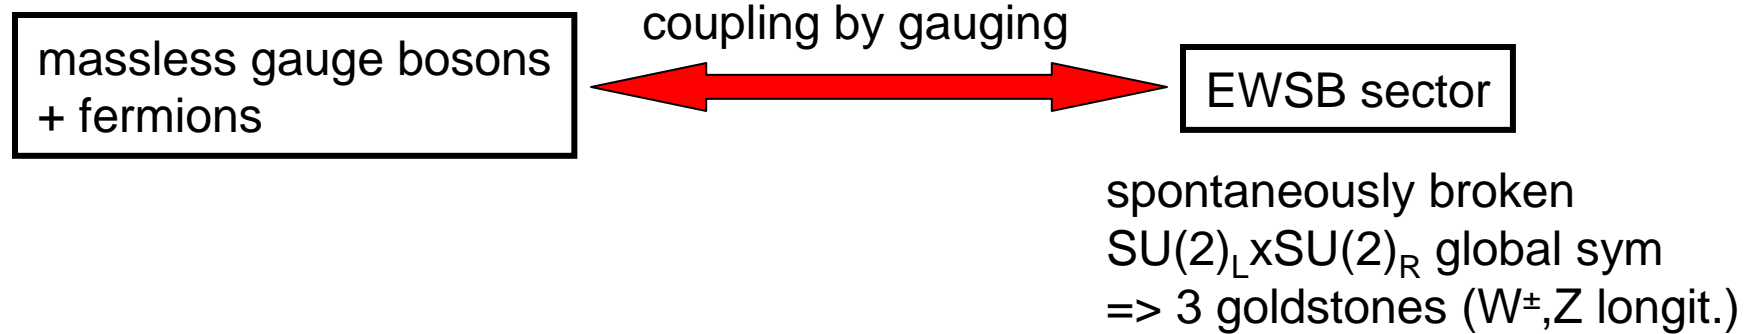 coupling by gauging
massless gauge bosons
+ fermions
EWSB sector
spontaneously broken
SU(2)LxSU(2)R global sym
=> 3 goldstones (W±,Z longit.)